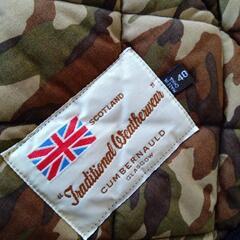 SCOTLAND
"Traditional Weatherwear"
CUMBERNAULD
GLASGOW
40